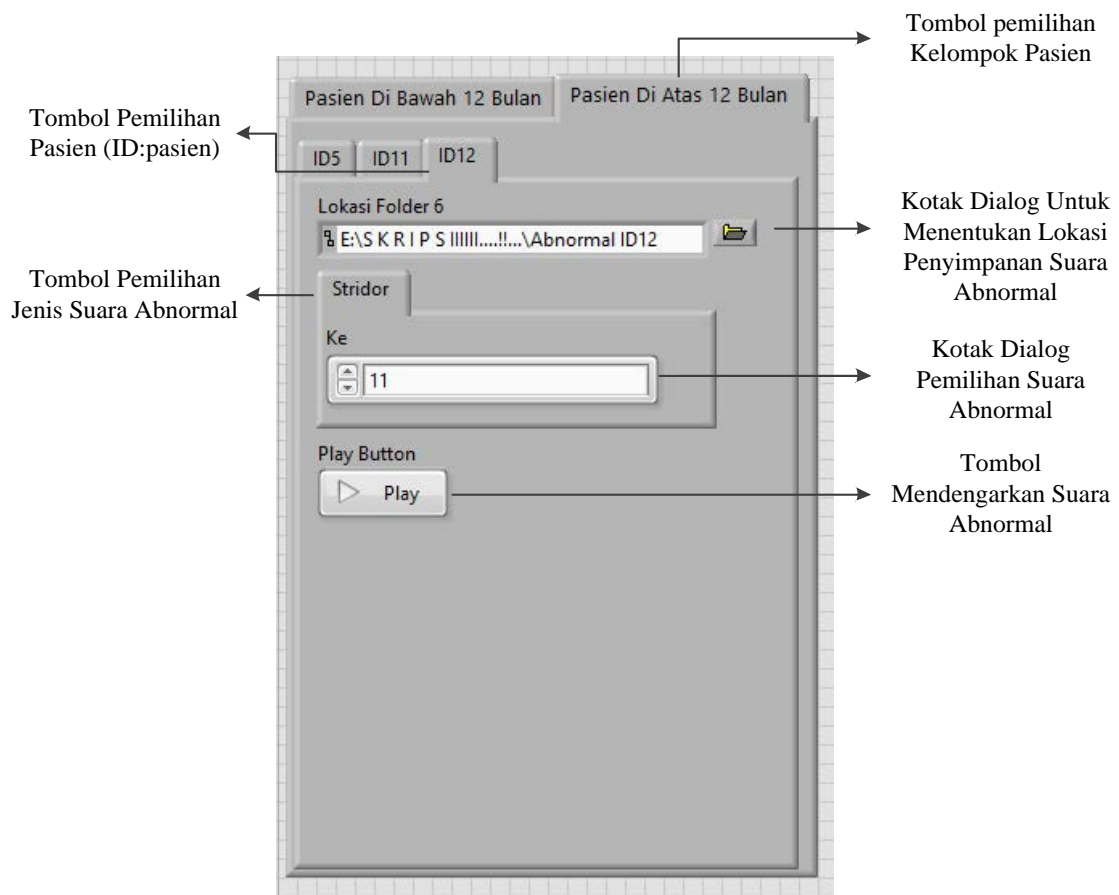 Tombol pemilihan
Kelompok Pasien
Pasien Di Bawah 12 Bulan
Pasien Di Atas 12 Bulan
Tombol Pemilihan
Pasien (ID:pasien)
ID5
ID11
ID12
Lokasi Folder 6
E:\S K R I P S IIIIII....!!...\Abnormal ID12
Kotak Dialog Untuk
Menentukan Lokasi
Penyimpanan Suara
Abnormal
Tombol Pemilihan
Jenis Suara Abnormal
Stridor
Ke
11
Kotak Dialog
Pemilihan Suara
Abnormal
Play Button
Play
Tombol
Mendengarkan Suara
Abnormal